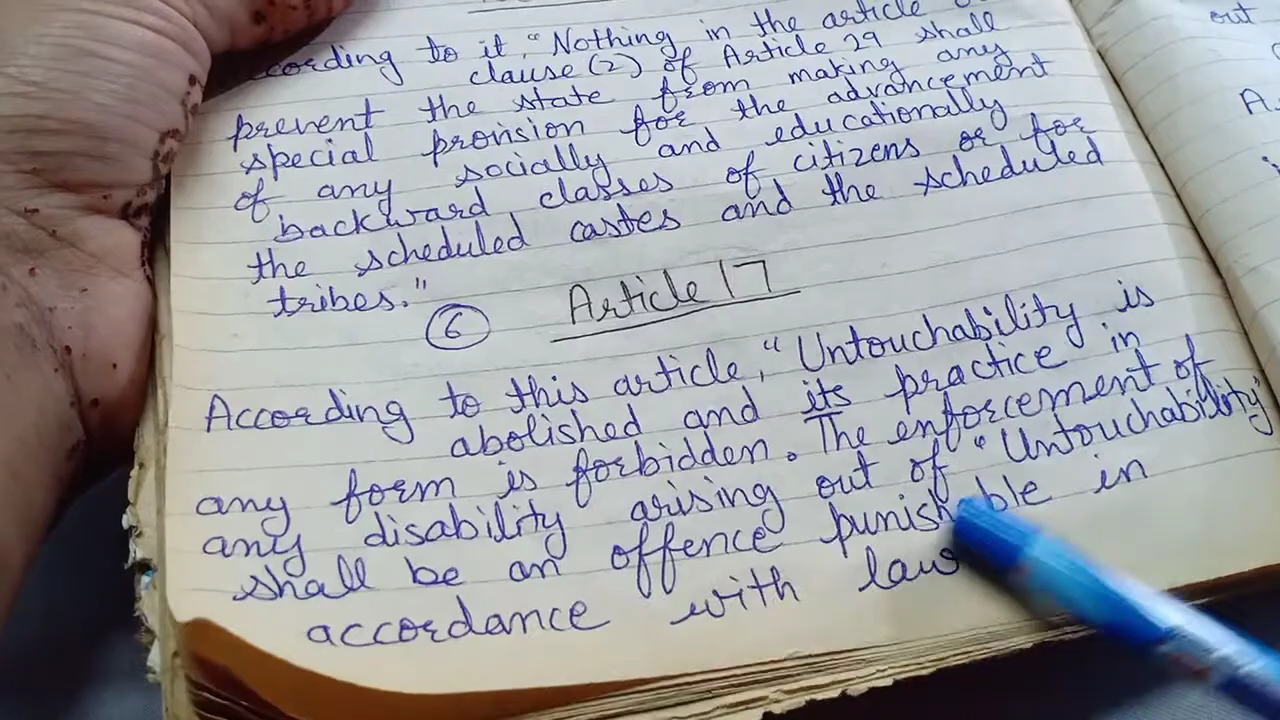 According to it, "Nothing in the article
clause (2) of Article 29 shall
prevent the state from making any
special provision for the advancement
of any socially and educationally
backward classes of citizens or for
the scheduled castes and the scheduled
tribes."
6 Article 17
According to this article, "Untouchability is
abolished and its practice in
any form is forbidden. The enforcement of
any disability arising out of "Untouchability"
shall be an offence punishable in
accordance with law
out